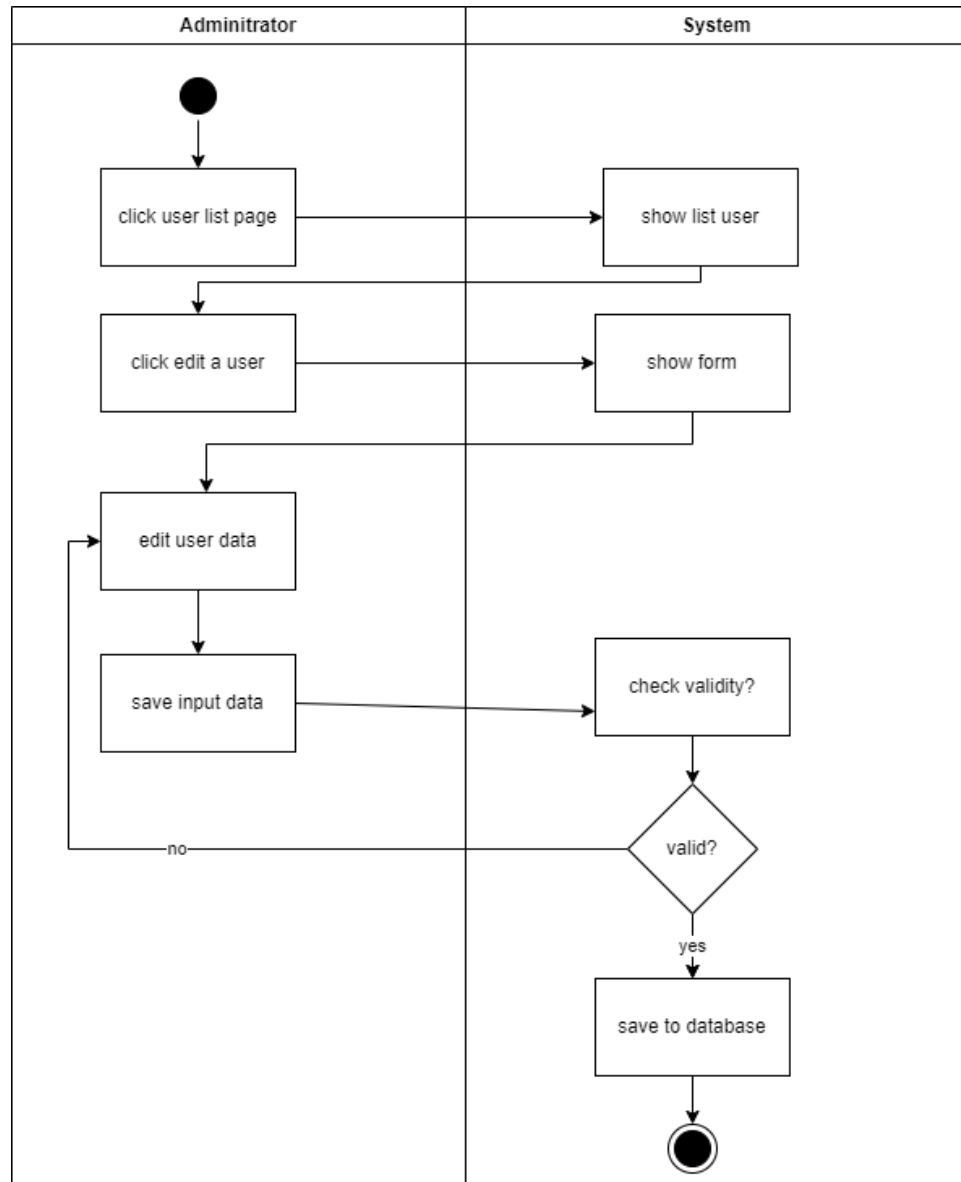 Adminitrator
System
click user list page
show list user
click edit a user
show form
edit user data
save input data
check validity?
valid?
no
yes
save to database